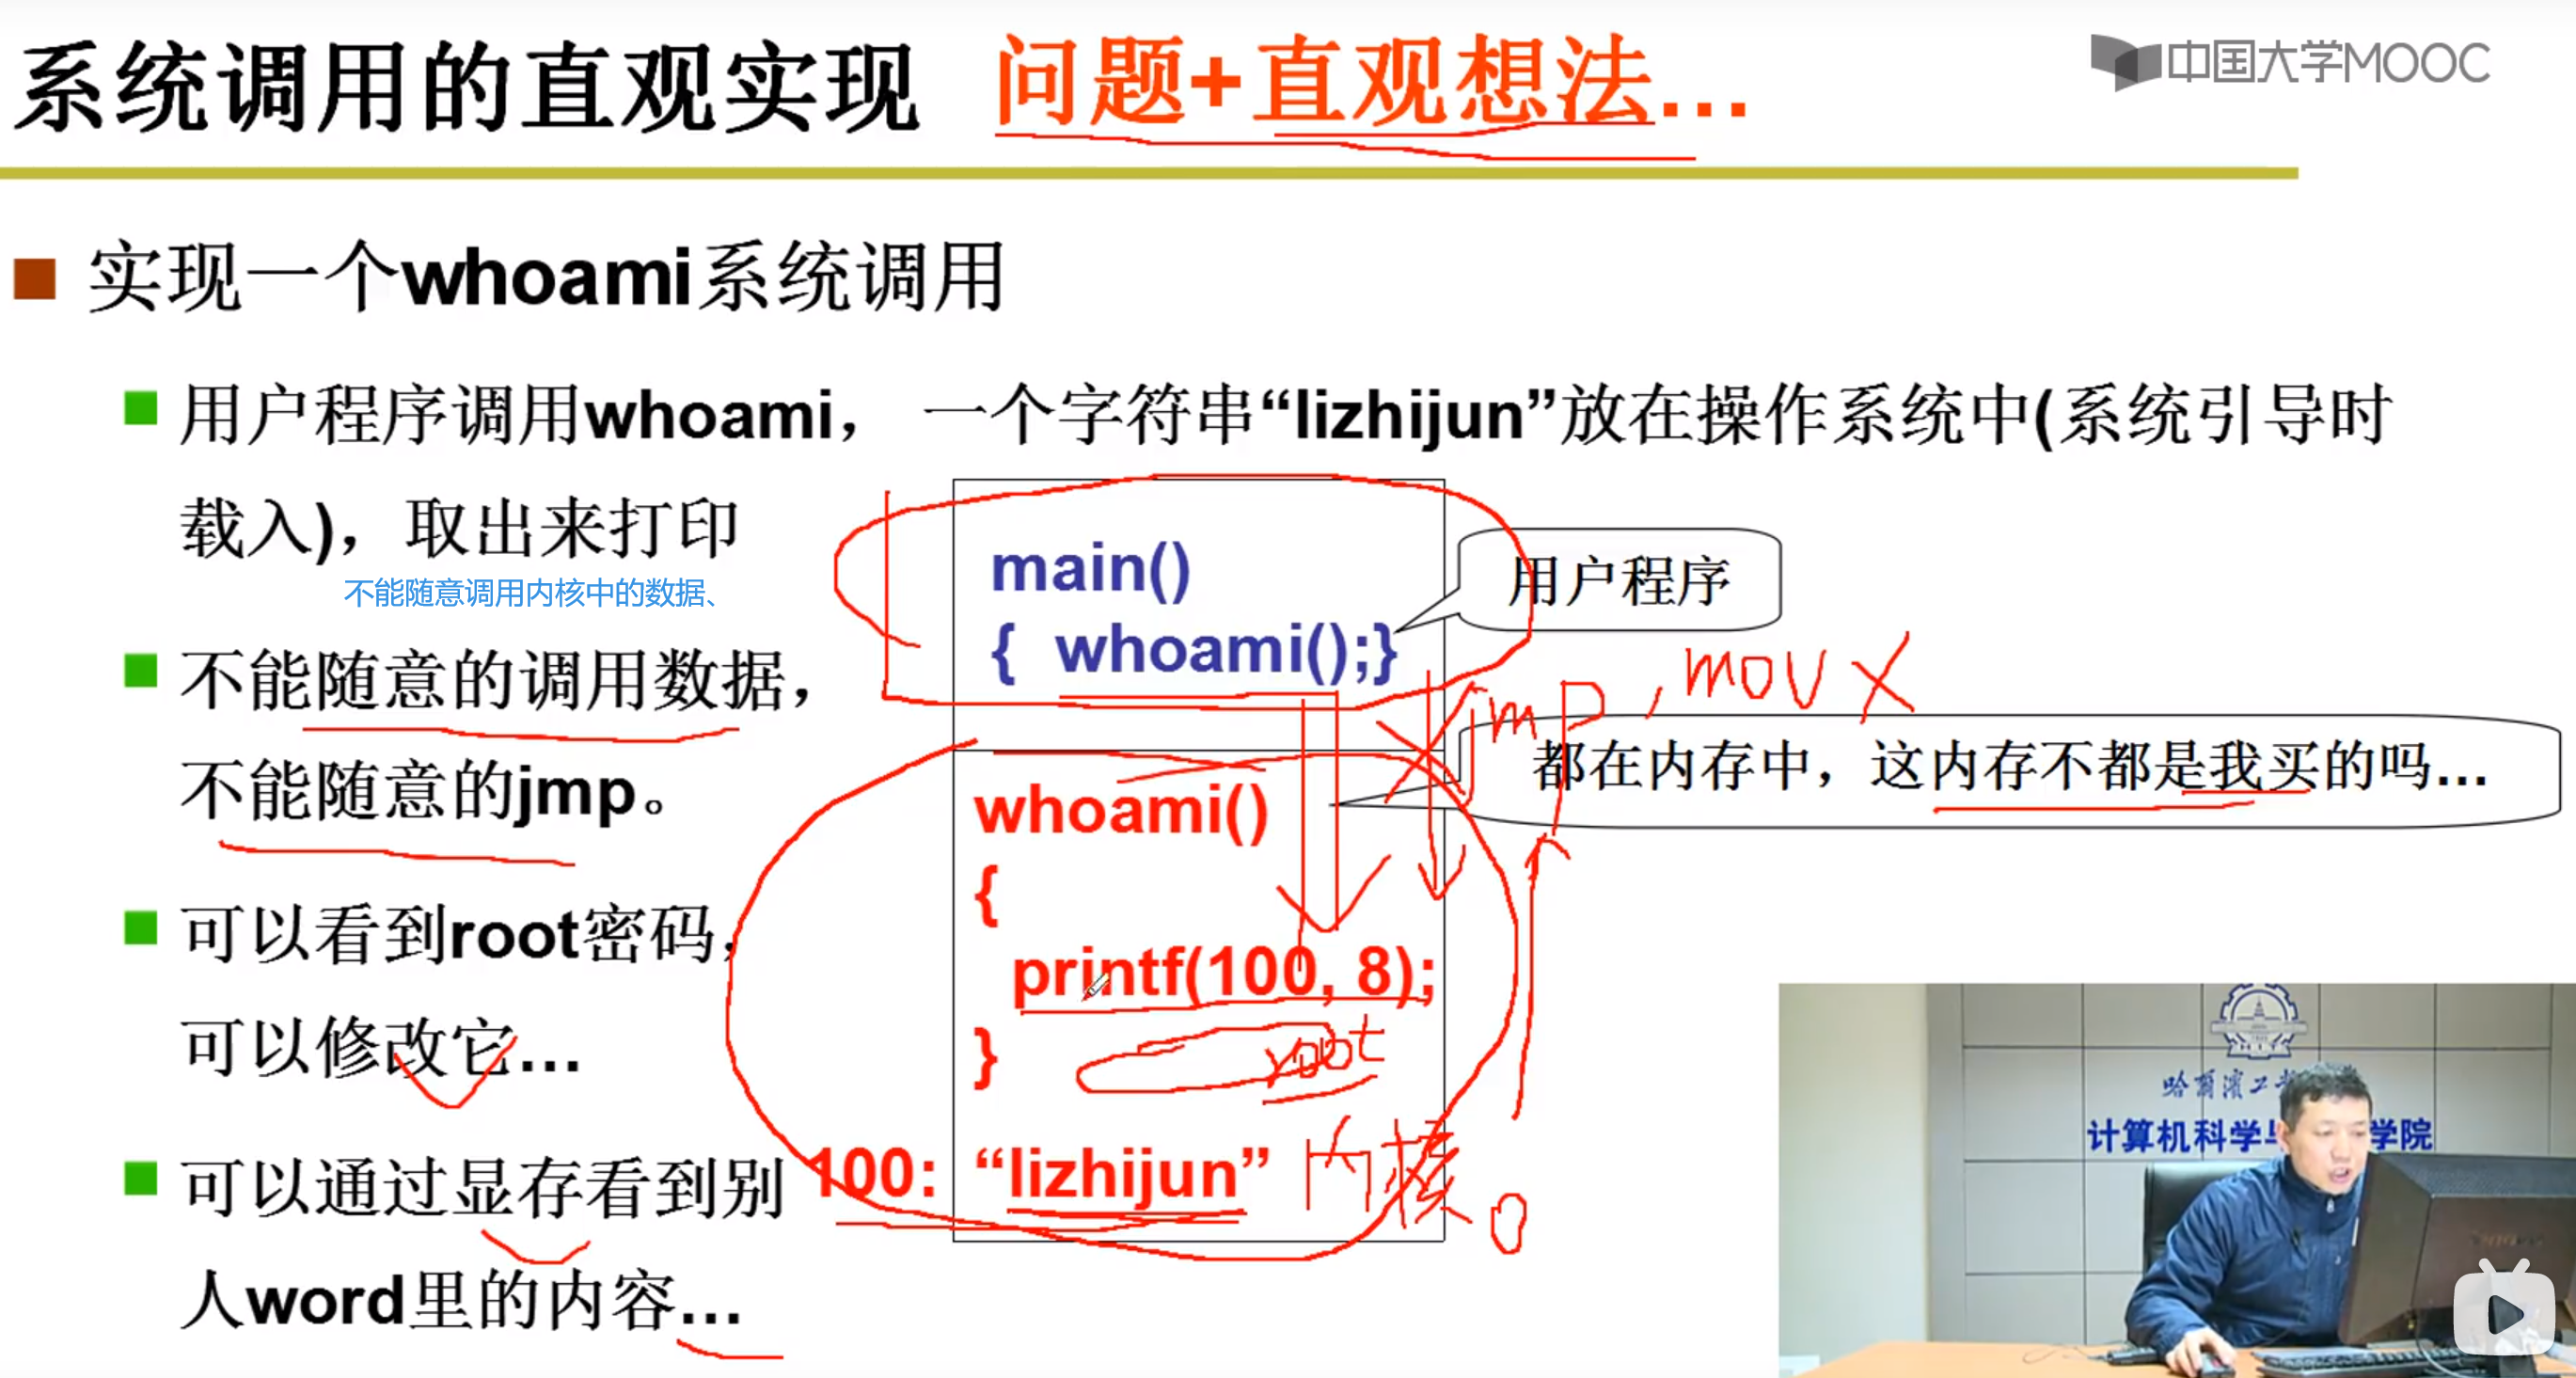 系统调用的直观实现 问题+直观想法...
中国大学MOOC
实现一个whoami系统调用
用户程序调用whoami，一个字符串“lizhijun”放在操作系统中(系统引导时
载入)，取出来打印
不能随意调用内核中的数据、
不能随意的调用数据，
不能随意的jmp。
可以看到root密码，
可以修改它...
可以通过显存看到别
人word里的内容...
main()
{ whoami();}
用户程序
jmp, mov X
都在内存中，这内存不都是我买的吗...
whoami()
{
printf(100, 8);
}
root
100: “lizhijun” 内核
0
计算机科学与
学院